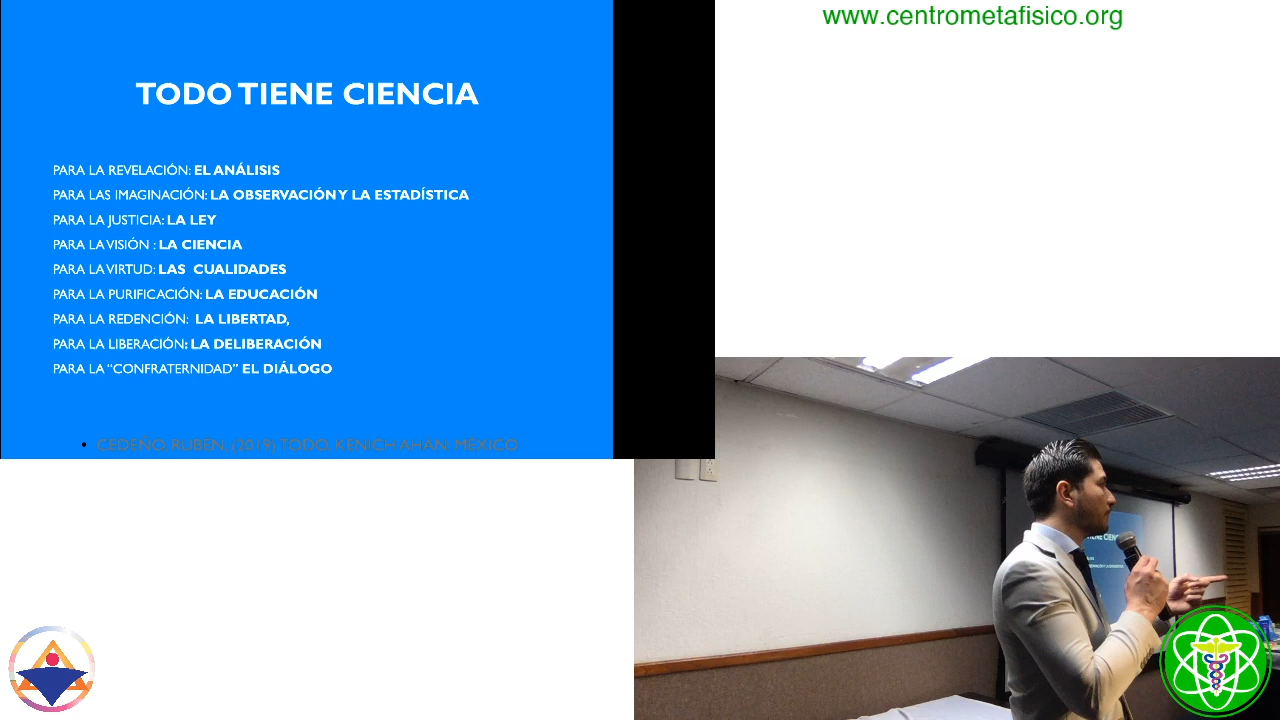 www.centrometafisico.org
TODO TIENE CIENCIA
PARA LA REVELACIÓN: EL ANÁLISIS
PARA LAS IMAGINACIÓN: LA OBSERVACIÓN Y LA ESTADÍSTICA
PARA LA JUSTICIA: LA LEY
PARA LA VISIÓN : LA CIENCIA
PARA LA VIRTUD: LAS CUALIDADES
PARA LA PURIFICACIÓN: LA EDUCACIÓN
PARA LA REDENCIÓN: LA LIBERTAD,
PARA LA LIBERACIÓN: LA DELIBERACIÓN
PARA LA “CONFRATERNIDAD” EL DIÁLOGO
• CEDEÑO RUBÉN, (2019) TODO. KENICH AHAN: MÉXICO